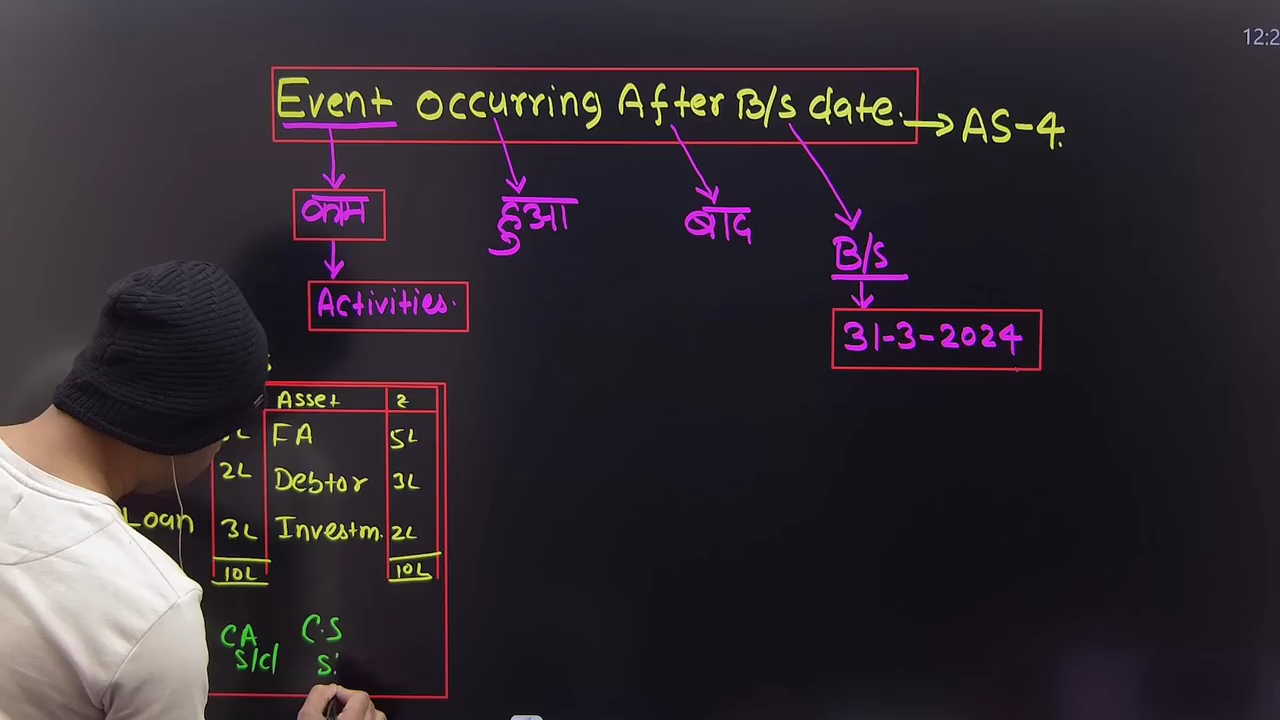 12:2
Event occurring After B/s date. → AS-4.
काम हुआ बाद B/s
Activities.
31-3-2024
Asset ₹
FA 5L
2L Debtor 3L
Loan 3L Investm. 2L
10L 10L
CA C.S
S/d S: